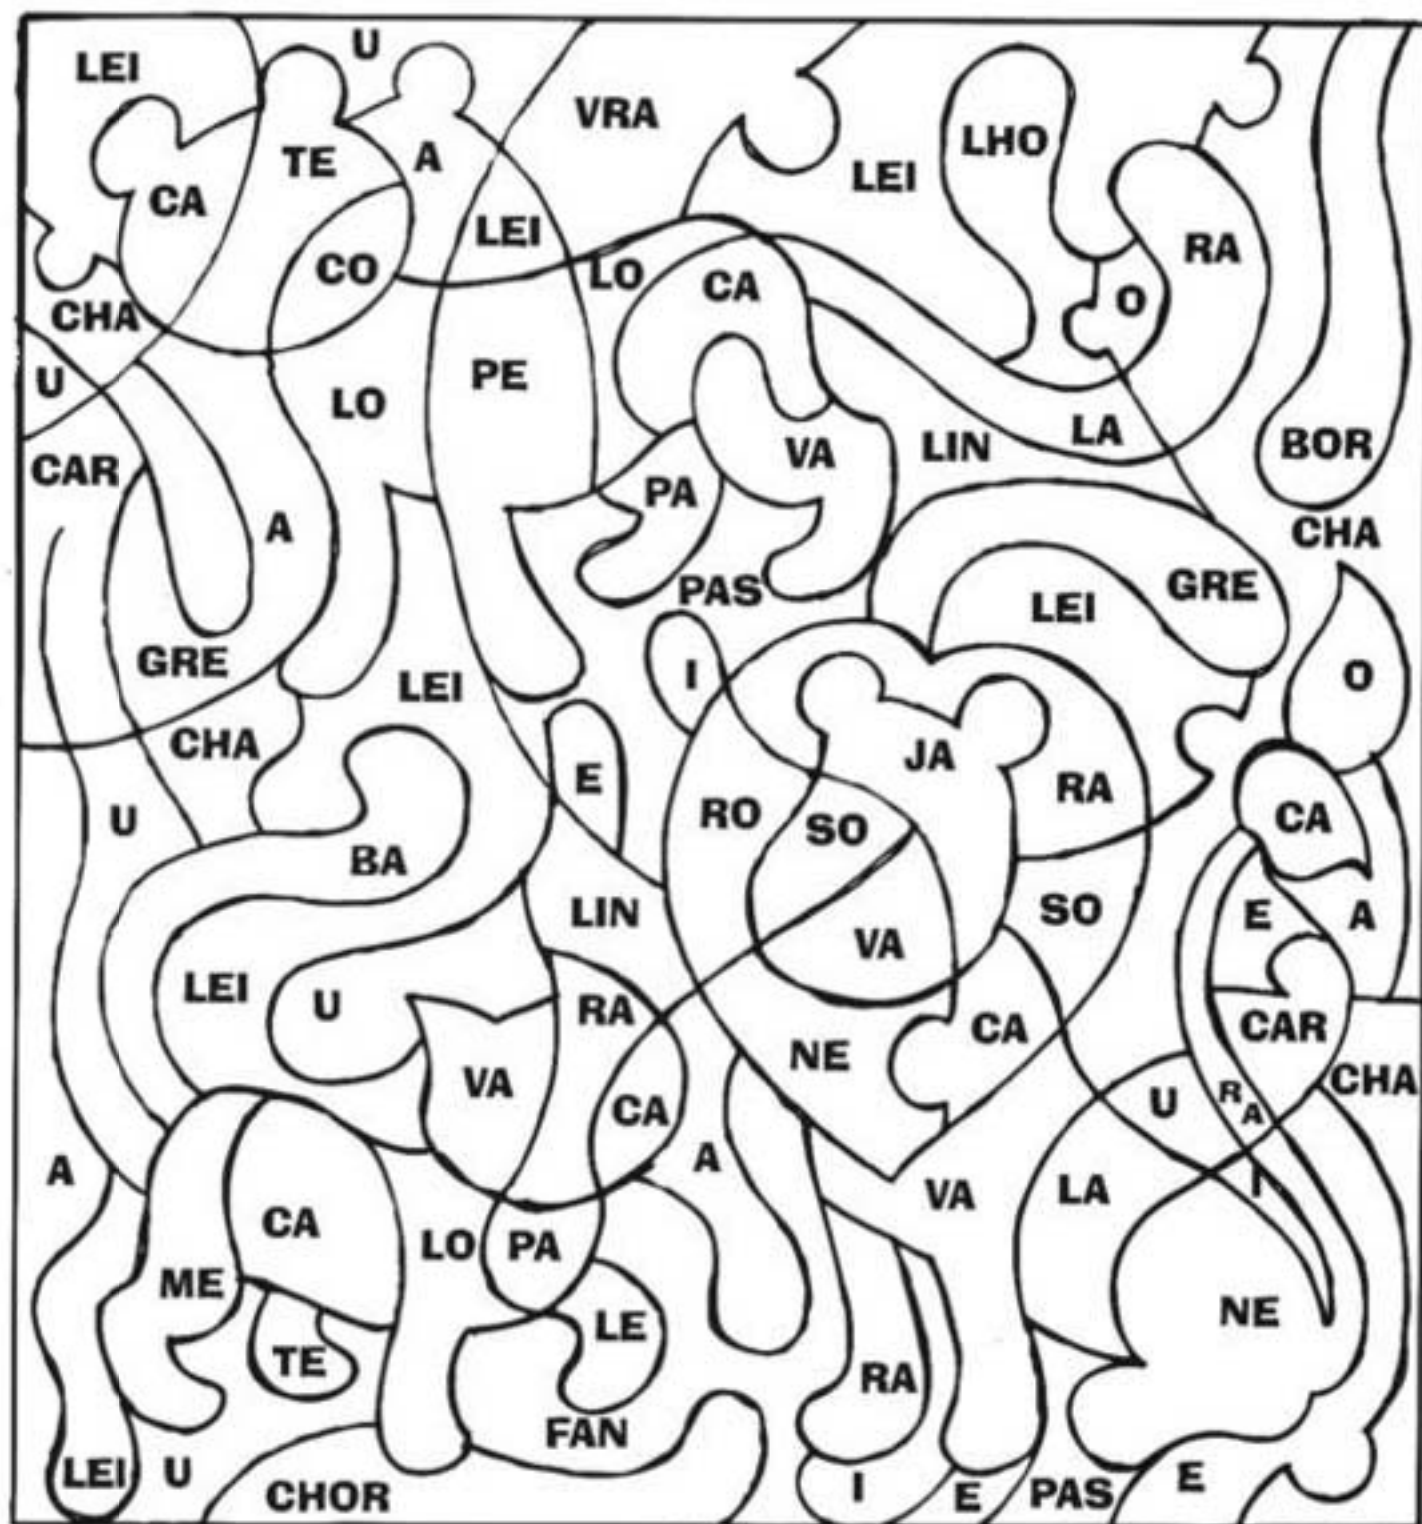 LEI
U
VRA
LHO
TE
A
LEI
CA
LEI
RA
CO
LO
CA
O
CHA
PE
U
LO
LA
BOR
LIN
VA
CAR
PA
A
CHA
PAS
GRE
LEI
GRE
I
O
LEI
CHA
JA
E
RA
RO
SO
CA
U
BA
LIN
SO
E
A
VA
LEI
U
RA
CA
CAR
NE
VA
CHA
CA
U
RA
A
A
I
VA
LA
CA
LO
PA
ME
NE
LE
TE
RA
FAN
LEI
U
I
E
PAS
E
CHOR